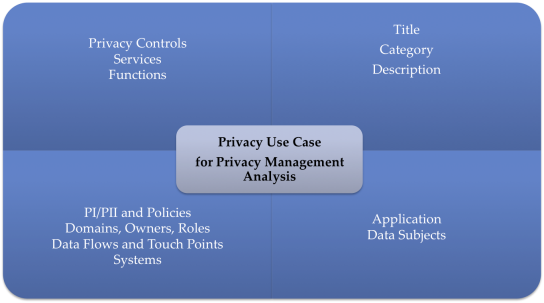 Privacy Controls
Services
Functions
Title
Category
Description
Privacy Use Case
for Privacy Management
Analysis
PI/PII and Policies
Domains, Owners, Roles
Data Flows and Touch Points
Systems
Application
Data Subjects